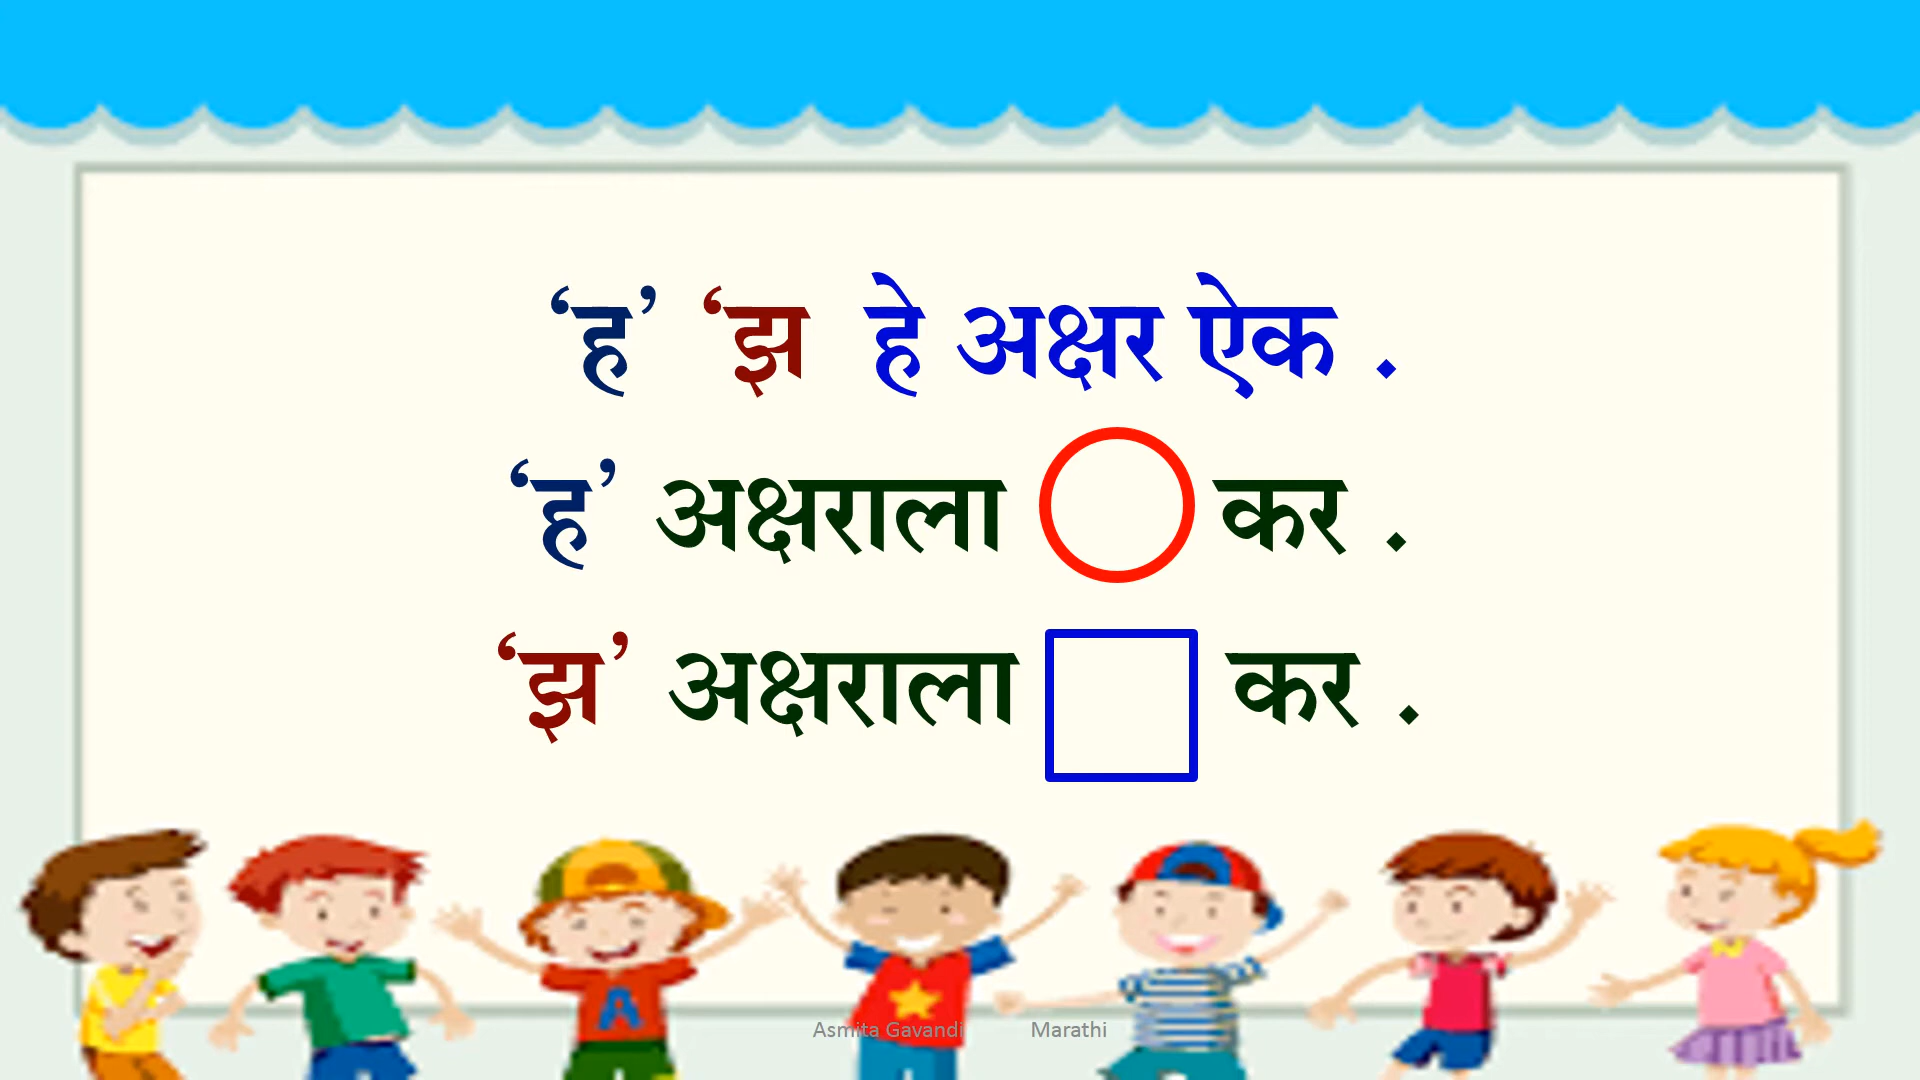 ‘ह’ ‘झ हे अक्षर ऐक .
‘ह’ अक्षराला कर .
‘झ’ अक्षराला कर .
A
Asmita Gavandi Marathi